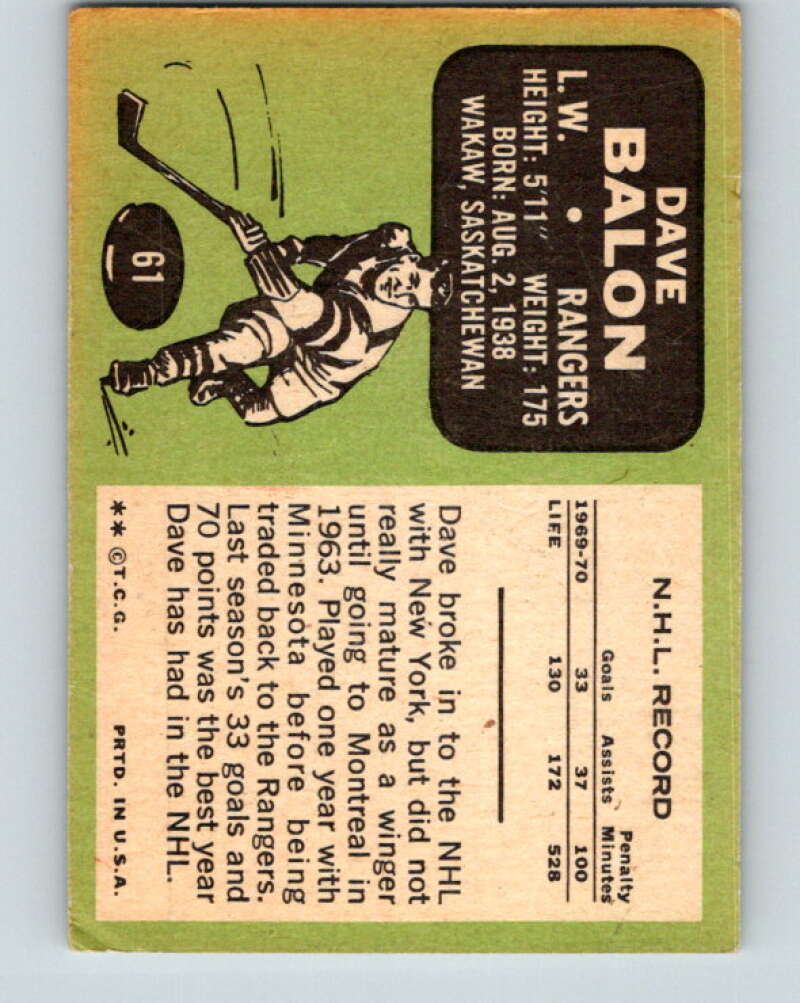 DAVE
BALON
L.W. • RANGERS
HEIGHT: 5'11" WEIGHT: 175
BORN: AUG. 2, 1938
WAKAW, SASKATCHEWAN
61
N.H.L. RECORD
Goals Assists Penalty Minutes
1969-70 33 37 100
LIFE 130 172 528
Dave broke in to the NHL
with New York, but did not
really mature as a winger
until going to Montreal in
1963. Played one year with
Minnesota before being
traded back to the Rangers.
Last season's 33 goals and
70 points was the best year
Dave has had in the NHL.
** ©T.C.G. PRTD. IN U.S.A.